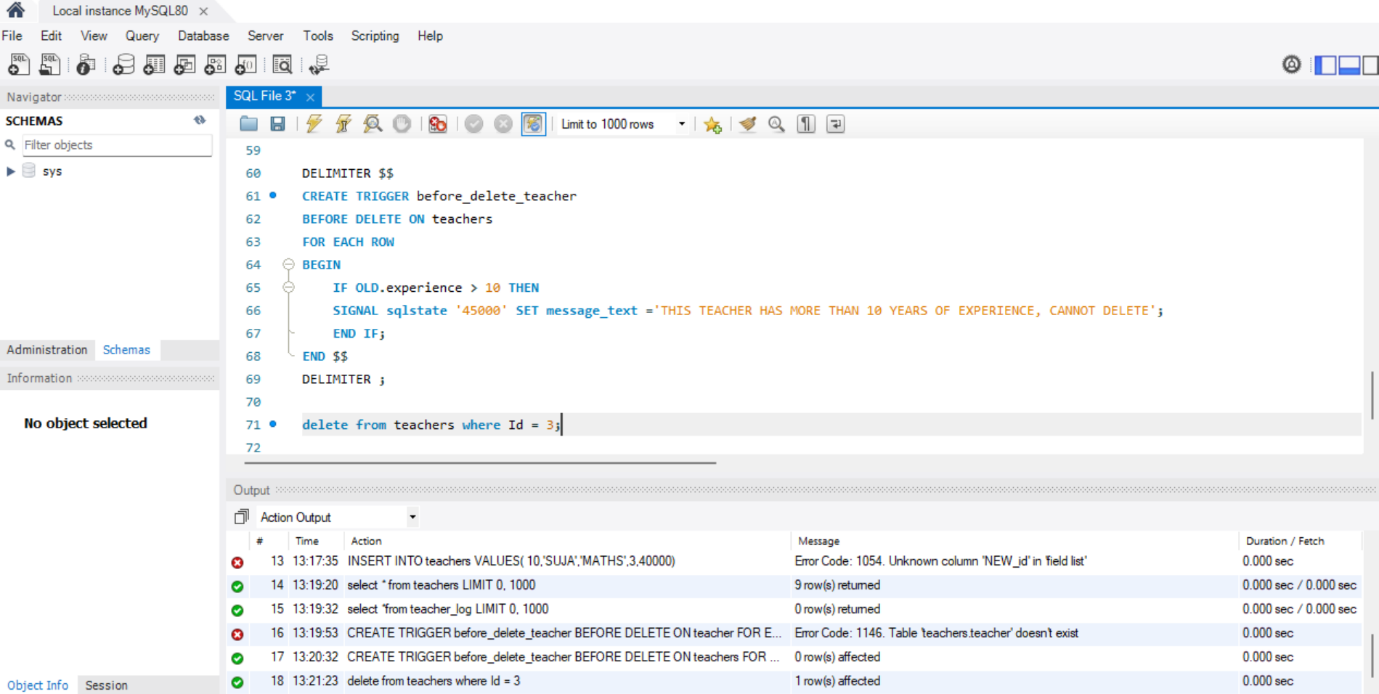 Local instance MySQL80 ×
File Edit View Query Database Server Tools Scripting Help
Navigator
SCHEMAS
Filter objects
sys
Administration Schemas
Information
No object selected
Object Info Session
SQL File 3* ×
Limit to 1000 rows
59
60 DELIMITER $$
61 CREATE TRIGGER before_delete_teacher
62 BEFORE DELETE ON teachers
63 FOR EACH ROW
64 BEGIN
65 IF OLD.experience > 10 THEN
66 SIGNAL sqlstate '45000' SET message_text ='THIS TEACHER HAS MORE THAN 10 YEARS OF EXPERIENCE, CANNOT DELETE';
67 END IF;
68 END $$
69 DELIMITER ;
70
71 delete from teachers where Id = 3;
72
Output
Action Output
# Time Action Message Duration / Fetch
13 13:17:35 INSERT INTO teachers VALUES( 10,'SUJA','MATHS',3,40000) Error Code: 1054. Unknown column 'NEW_id' in 'field list' 0.000 sec
14 13:19:20 select * from teachers LIMIT 0, 1000 9 row(s) returned 0.000 sec / 0.000 sec
15 13:19:32 select *from teacher_log LIMIT 0, 1000 0 row(s) returned 0.000 sec / 0.000 sec
16 13:19:53 CREATE TRIGGER before_delete_teacher BEFORE DELETE ON teacher FOR E... Error Code: 1146. Table 'teachers.teacher' doesn't exist 0.000 sec
17 13:20:32 CREATE TRIGGER before_delete_teacher BEFORE DELETE ON teachers FOR ... 0 row(s) affected 0.000 sec
18 13:21:23 delete from teachers where Id = 3 1 row(s) affected 0.000 sec